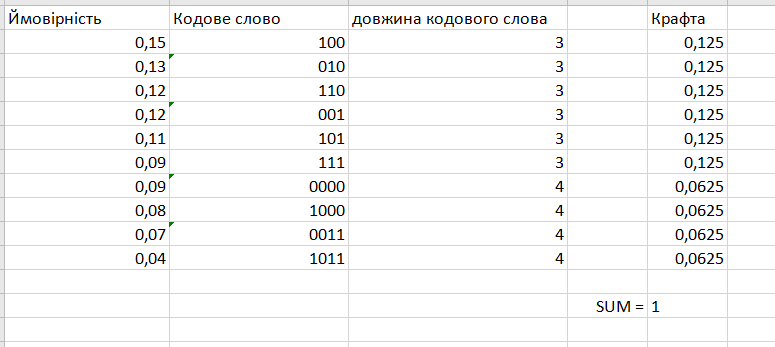 Ймовірність Кодове слово довжина кодового слова Крафта
0,15 100 3 0,125
0,13 010 3 0,125
0,12 110 3 0,125
0,12 001 3 0,125
0,11 101 3 0,125
0,09 111 3 0,125
0,09 0000 4 0,0625
0,08 1000 4 0,0625
0,07 0011 4 0,0625
0,04 1011 4 0,0625
SUM = 1